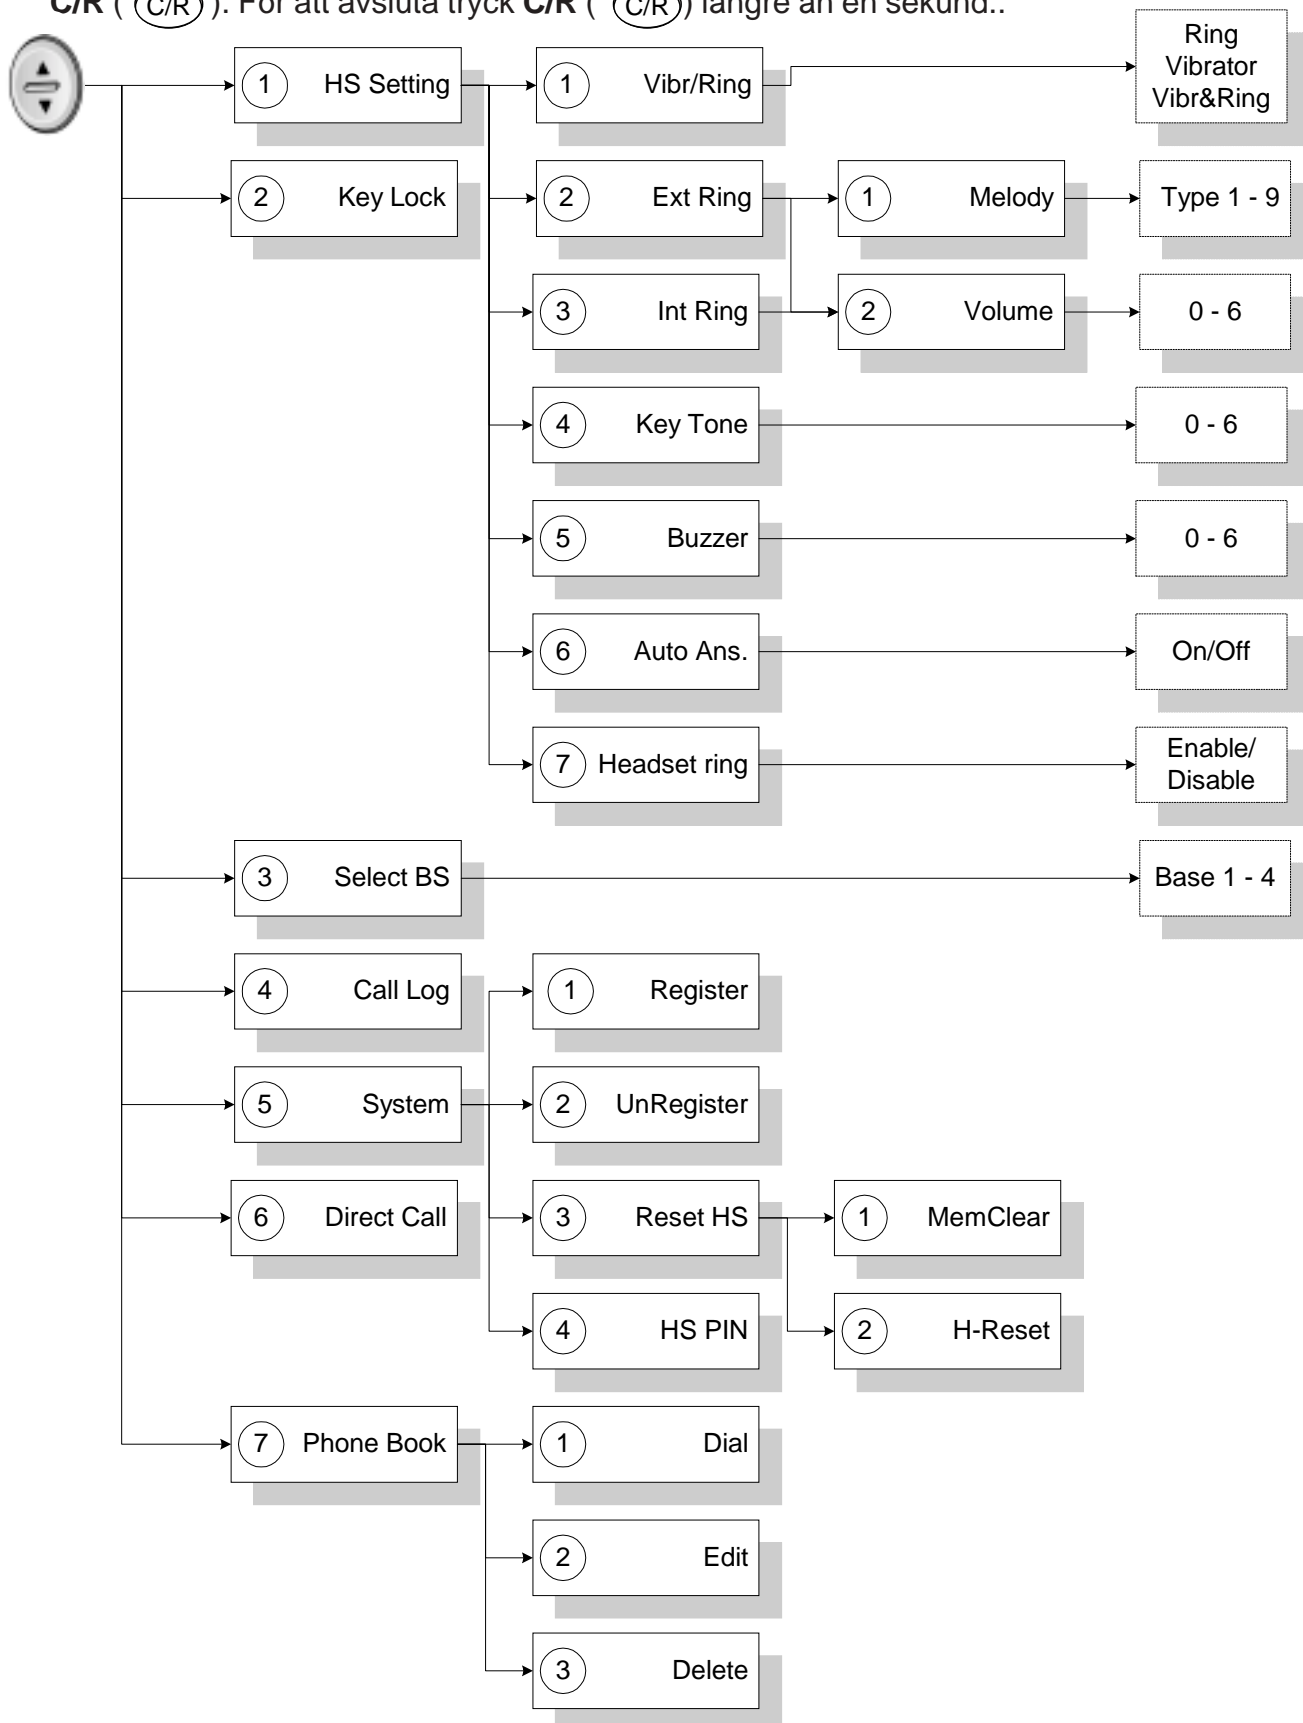 C/R ( C/R ). För att avsluta tryck C/R ( C/R ) längre än en sekund..
1 HS Setting
1 Vibr/Ring
Ring
Vibrator
Vibr&Ring
2 Key Lock
2 Ext Ring
1 Melody
Type 1 - 9
3 Int Ring
2 Volume
0 - 6
4 Key Tone
0 - 6
5 Buzzer
0 - 6
6 Auto Ans.
On/Off
7 Headset ring
Enable/
Disable
3 Select BS
Base 1 - 4
4 Call Log
1 Register
5 System
2 UnRegister
6 Direct Call
3 Reset HS
1 MemClear
4 HS PIN
2 H-Reset
7 Phone Book
1 Dial
2 Edit
3 Delete